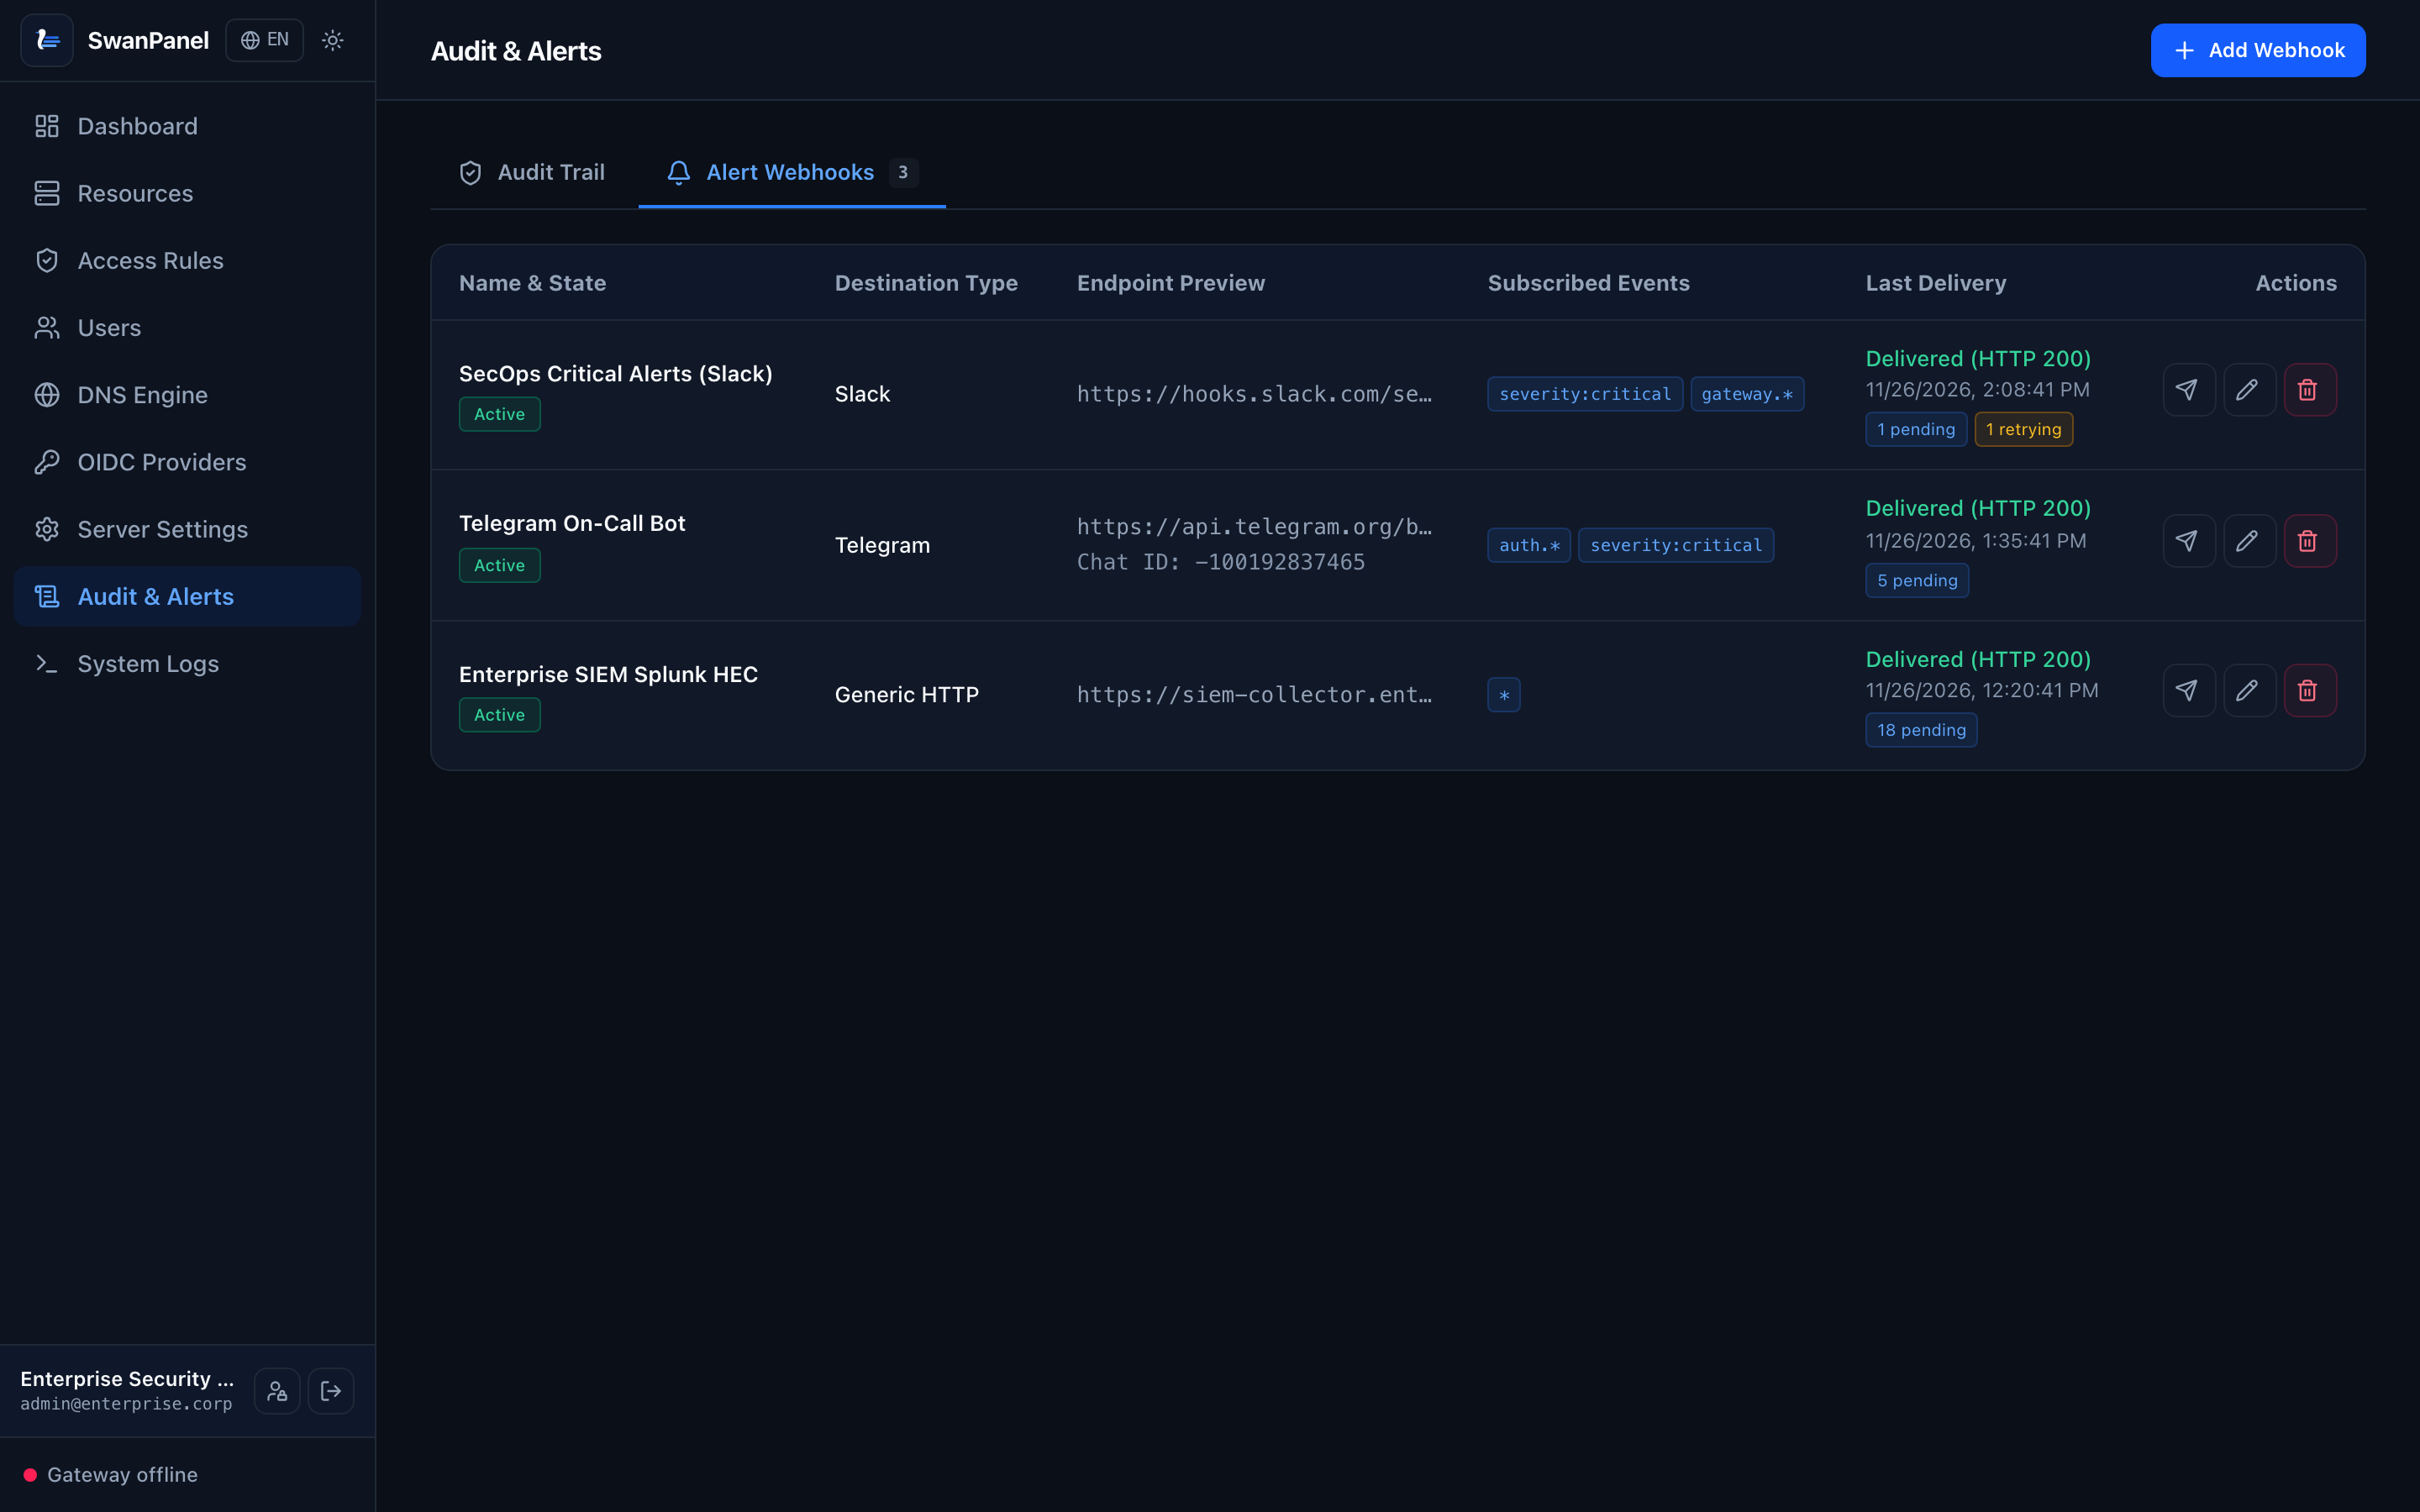 SwanPanel
EN
Dashboard
Resources
Access Rules
Users
DNS Engine
OIDC Providers
Server Settings
Audit & Alerts
System Logs
Enterprise Security ...
admin@enterprise.corp
Gateway offline
Audit & Alerts
Add Webhook
Audit Trail
Alert Webhooks 3
Name & State Destination Type Endpoint Preview Subscribed Events Last Delivery Actions
SecOps Critical Alerts (Slack)
Active
Slack
https://hooks.slack.com/se…
severity:critical gateway.*
Delivered (HTTP 200)
11/26/2026, 2:08:41 PM
1 pending 1 retrying
Telegram On-Call Bot
Active
Telegram
https://api.telegram.org/b…
Chat ID: -100192837465
auth.* severity:critical
Delivered (HTTP 200)
11/26/2026, 1:35:41 PM
5 pending
Enterprise SIEM Splunk HEC
Active
Generic HTTP
https://siem-collector.ent…
*
Delivered (HTTP 200)
11/26/2026, 12:20:41 PM
18 pending